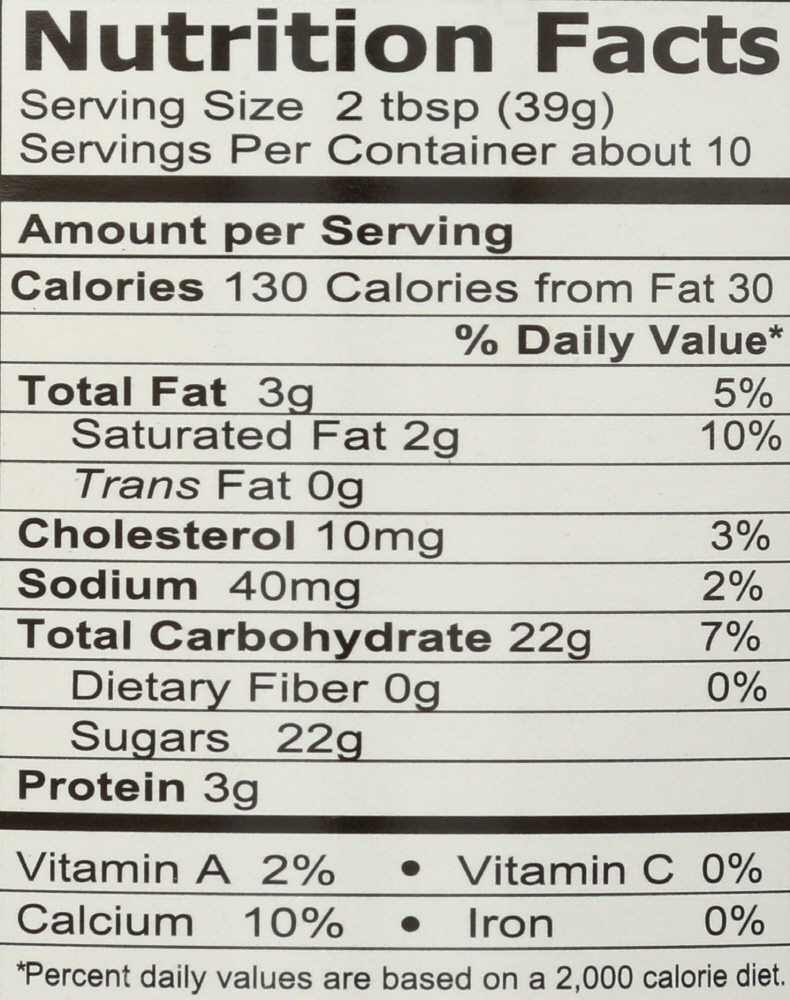 Nutrition Facts
Serving Size 2 tbsp (39g)
Servings Per Container about 10
Amount per Serving
Calories 130 Calories from Fat 30
% Daily Value*
Total Fat 3g 5%
Saturated Fat 2g 10%
Trans Fat 0g
Cholesterol 10mg 3%
Sodium 40mg 2%
Total Carbohydrate 22g 7%
Dietary Fiber 0g 0%
Sugars 22g
Protein 3g
Vitamin A 2% • Vitamin C 0%
Calcium 10% • Iron 0%
*Percent daily values are based on a 2,000 calorie diet.